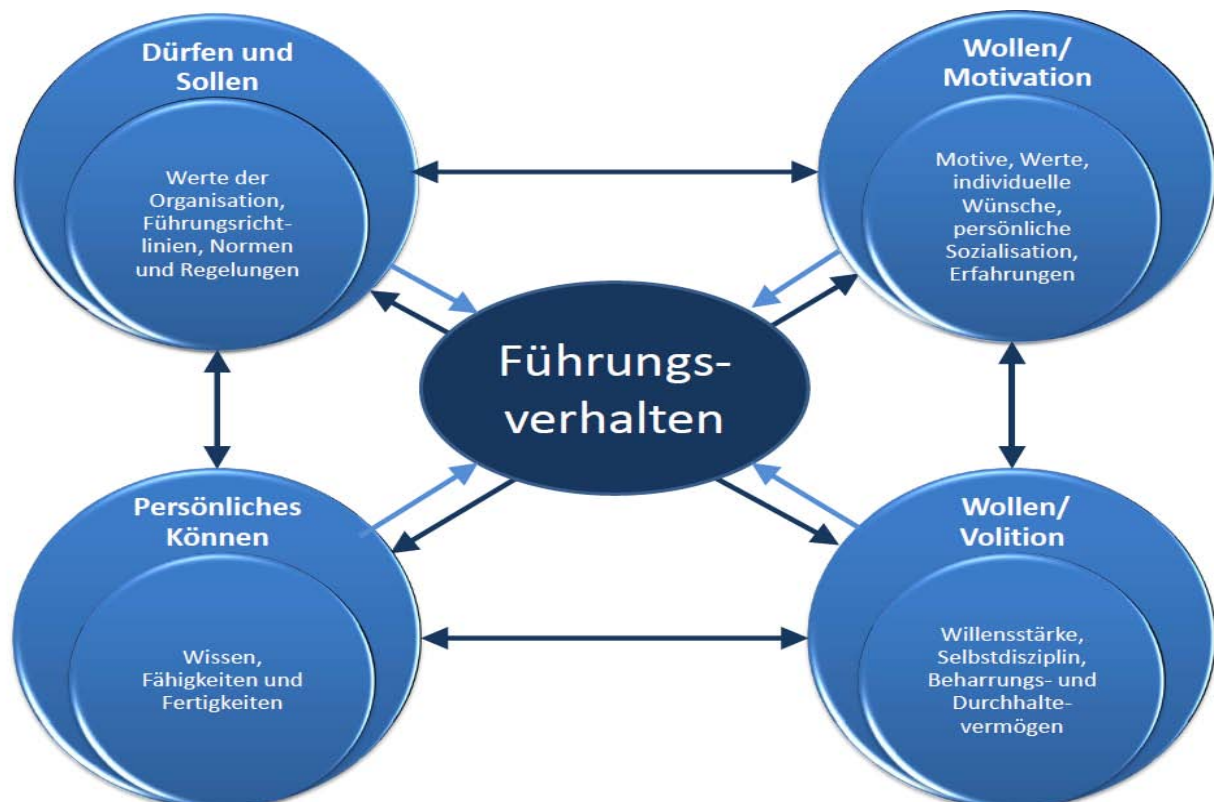 Dürfen und
Sollen
Werte der
Organisation,
Führungsricht-
linien, Normen
und Regelungen
Wollen/
Motivation
Motive, Werte,
individuelle
Wünsche,
persönliche
Sozialisation,
Erfahrungen
Führungs-
verhalten
Persönliches
Können
Wissen,
Fähigkeiten und
Fertigkeiten
Wollen/
Volition
Willensstärke,
Selbstdisziplin,
Beharrungs- und
Durchhalte-
vermögen